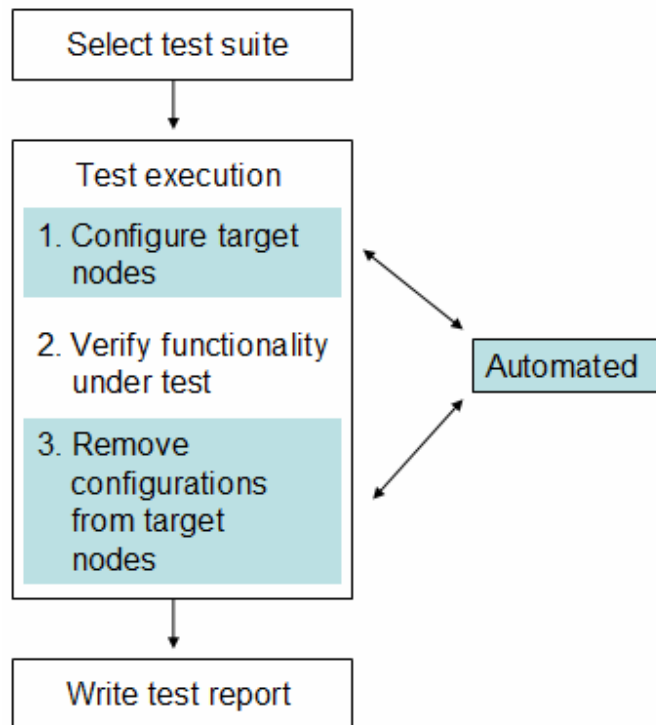 Select test suite
Test execution
1. Configure target
nodes
2. Verify functionality
under test
3. Remove
configurations
from target
nodes
Automated
Write test report